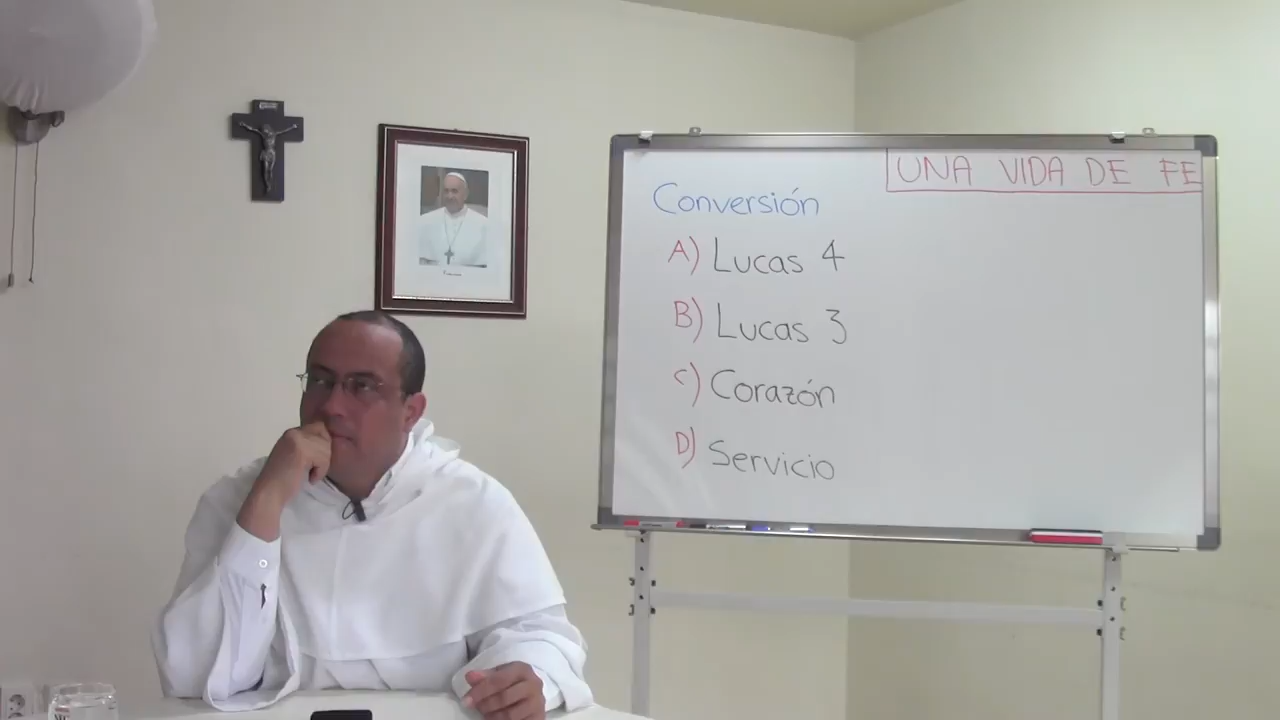 UNA VIDA DE FE
Conversión
A) Lucas 4
B) Lucas 3
C) Corazón
D) Servicio